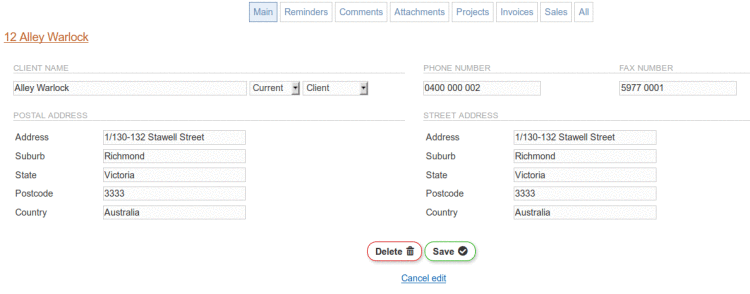 Main Reminders Comments Attachments Projects Invoices Sales All
12 Alley Warlock
CLIENT NAME PHONE NUMBER FAX NUMBER
Alley Warlock Current Client 0400 000 002 5977 0001
POSTAL ADDRESS STREET ADDRESS
Address 1/130-132 Stawell Street Address 1/130-132 Stawell Street
Suburb Richmond Suburb Richmond
State Victoria State Victoria
Postcode 3333 Postcode 3333
Country Australia Country Australia
Delete Save
Cancel edit